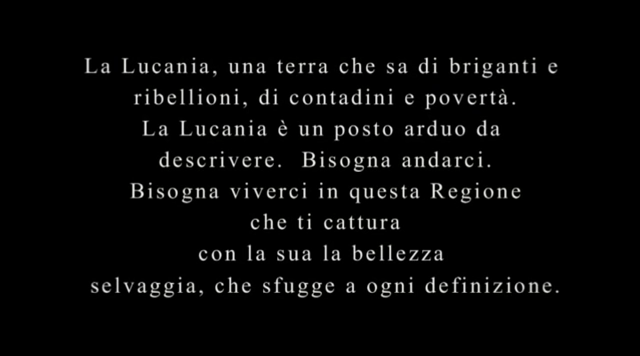 La Lucania, una terra che sa di briganti e
ribellioni, di contadini e povertà.
La Lucania è un posto arduo da
descrivere.  Bisogna andarci.
Bisogna viverci in questa Regione
che ti cattura
con la sua la bellezza
selvaggia, che sfugge a ogni definizione.